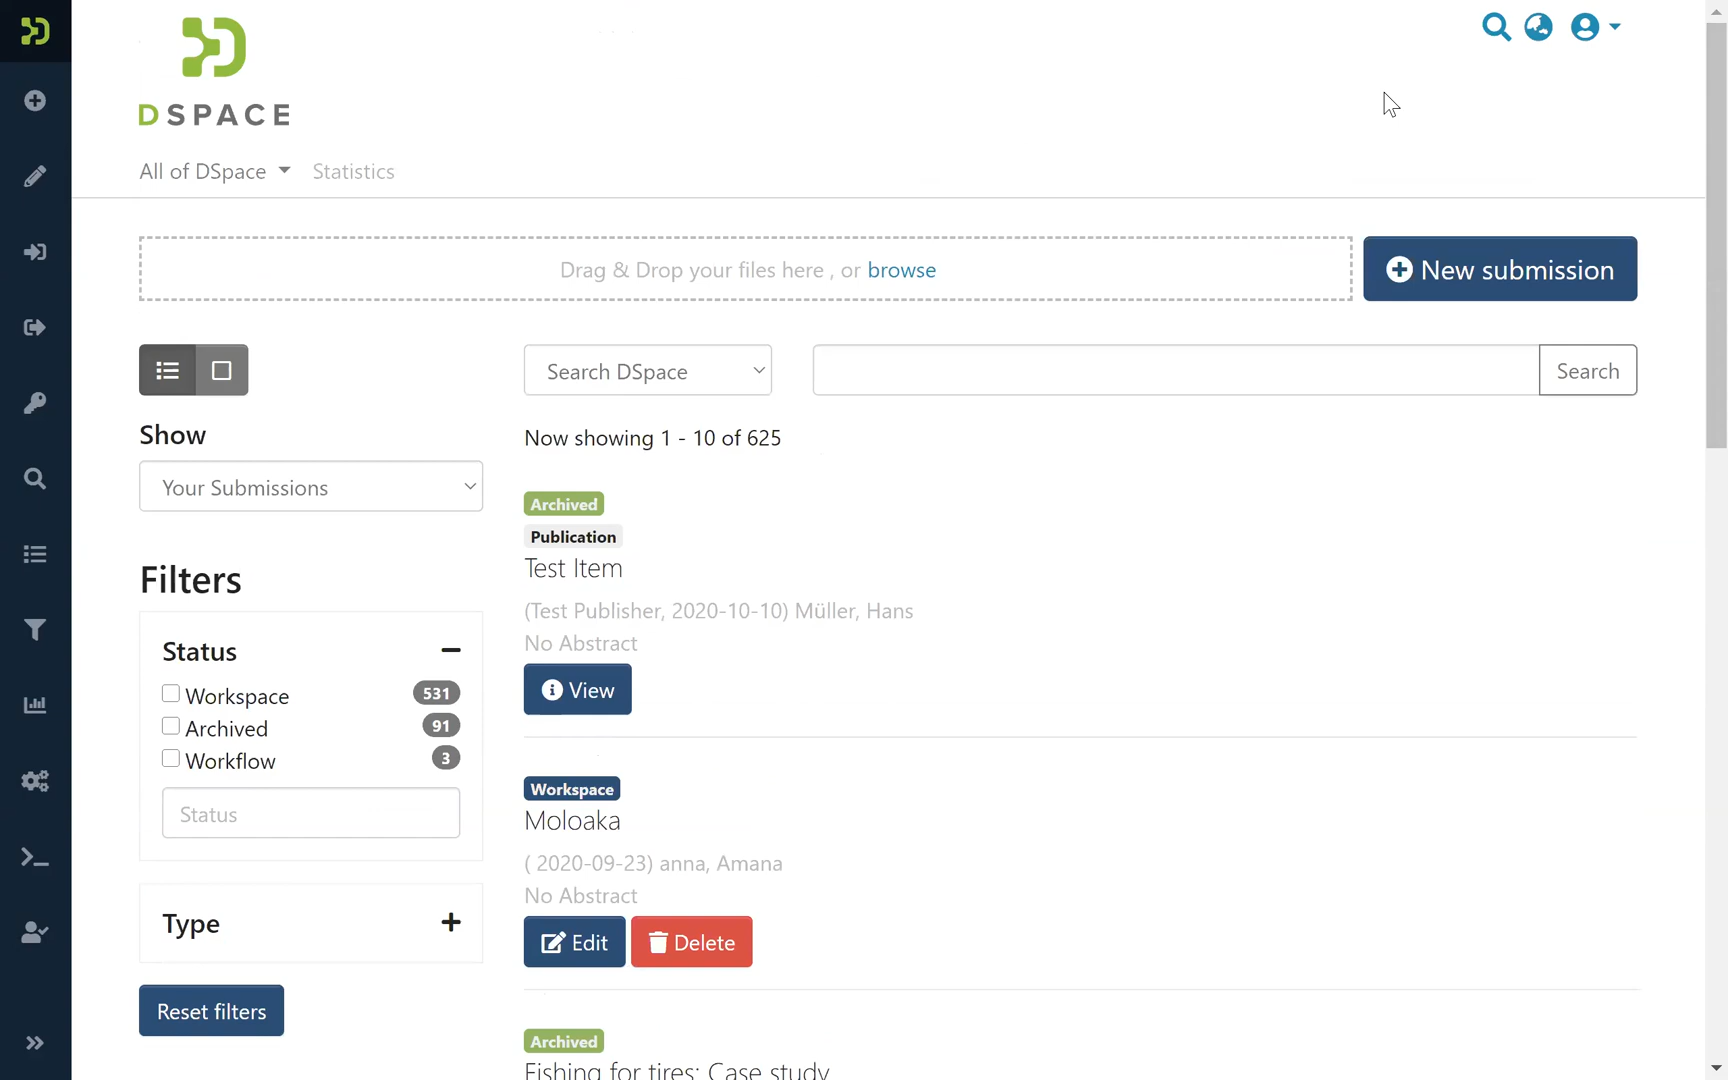 DSPACE
All of DSpace Statistics
Drag & Drop your files here , or browse
New submission
Search DSpace
Search
Show
Your Submissions
Now showing 1 - 10 of 625
Filters
Status
Workspace 531
Archived 91
Workflow 3
Status
Type
Reset filters
Archived
Publication
Test Item
(Test Publisher, 2020-10-10) Müller, Hans
No Abstract
View
Workspace
Moloaka
( 2020-09-23) anna, Amana
No Abstract
Edit Delete
Archived
Fishing for tires: Case study